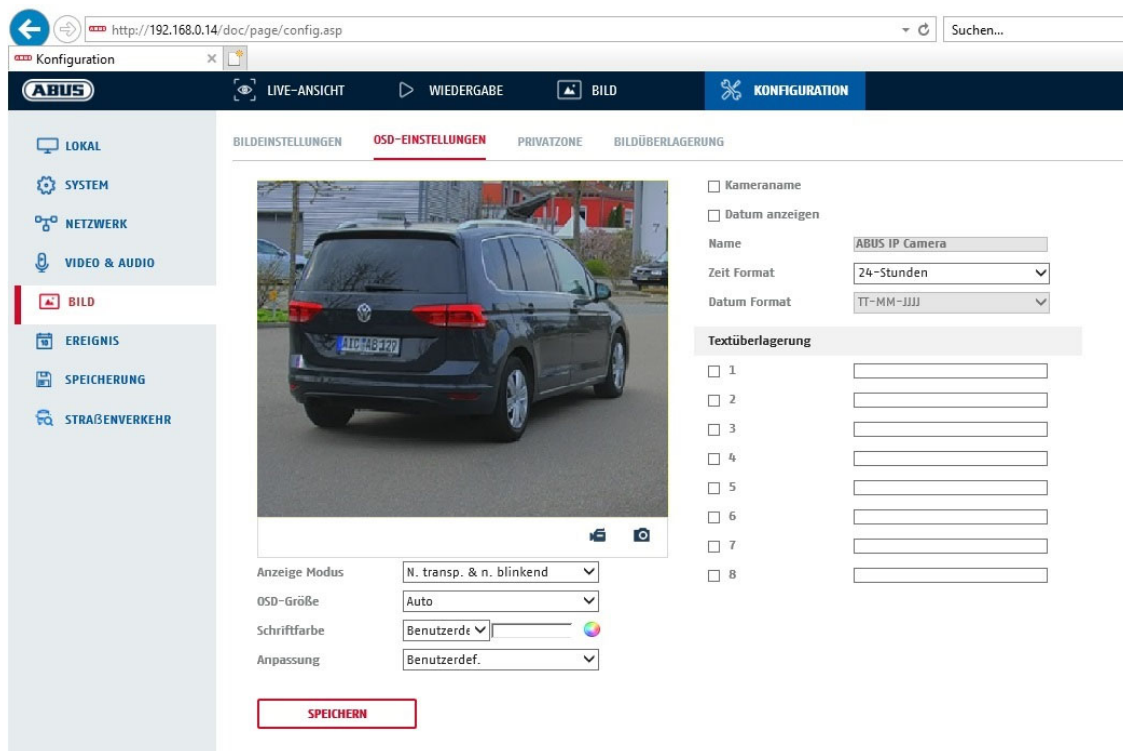 http://192.168.0.14/doc/page/config.asp
Suchen...
Konfiguration
ABUS
LIVE-ANSICHT
WIEDERGABE
BILD
KONFIGURATION
LOKAL
SYSTEM
NETZWERK
VIDEO & AUDIO
BILD
EREIGNIS
SPEICHERUNG
STRAßENVERKEHR
BILDEINSTELLUNGEN
OSD-EINSTELLUNGEN
PRIVATZONE
BILDÜBERLAGERUNG
AIC AB 127
Anzeige Modus
N. transp. & n. blinkend
OSD-Größe
Auto
Schriftfarbe
Benutzerde
Anpassung
Benutzerdef.
SPEICHERN
Kameraname
Datum anzeigen
Name
ABUS IP Camera
Zeit Format
24-Stunden
Datum Format
TT-MM-JJJJ
Textüberlagerung
1
2
3
4
5
6
7
8